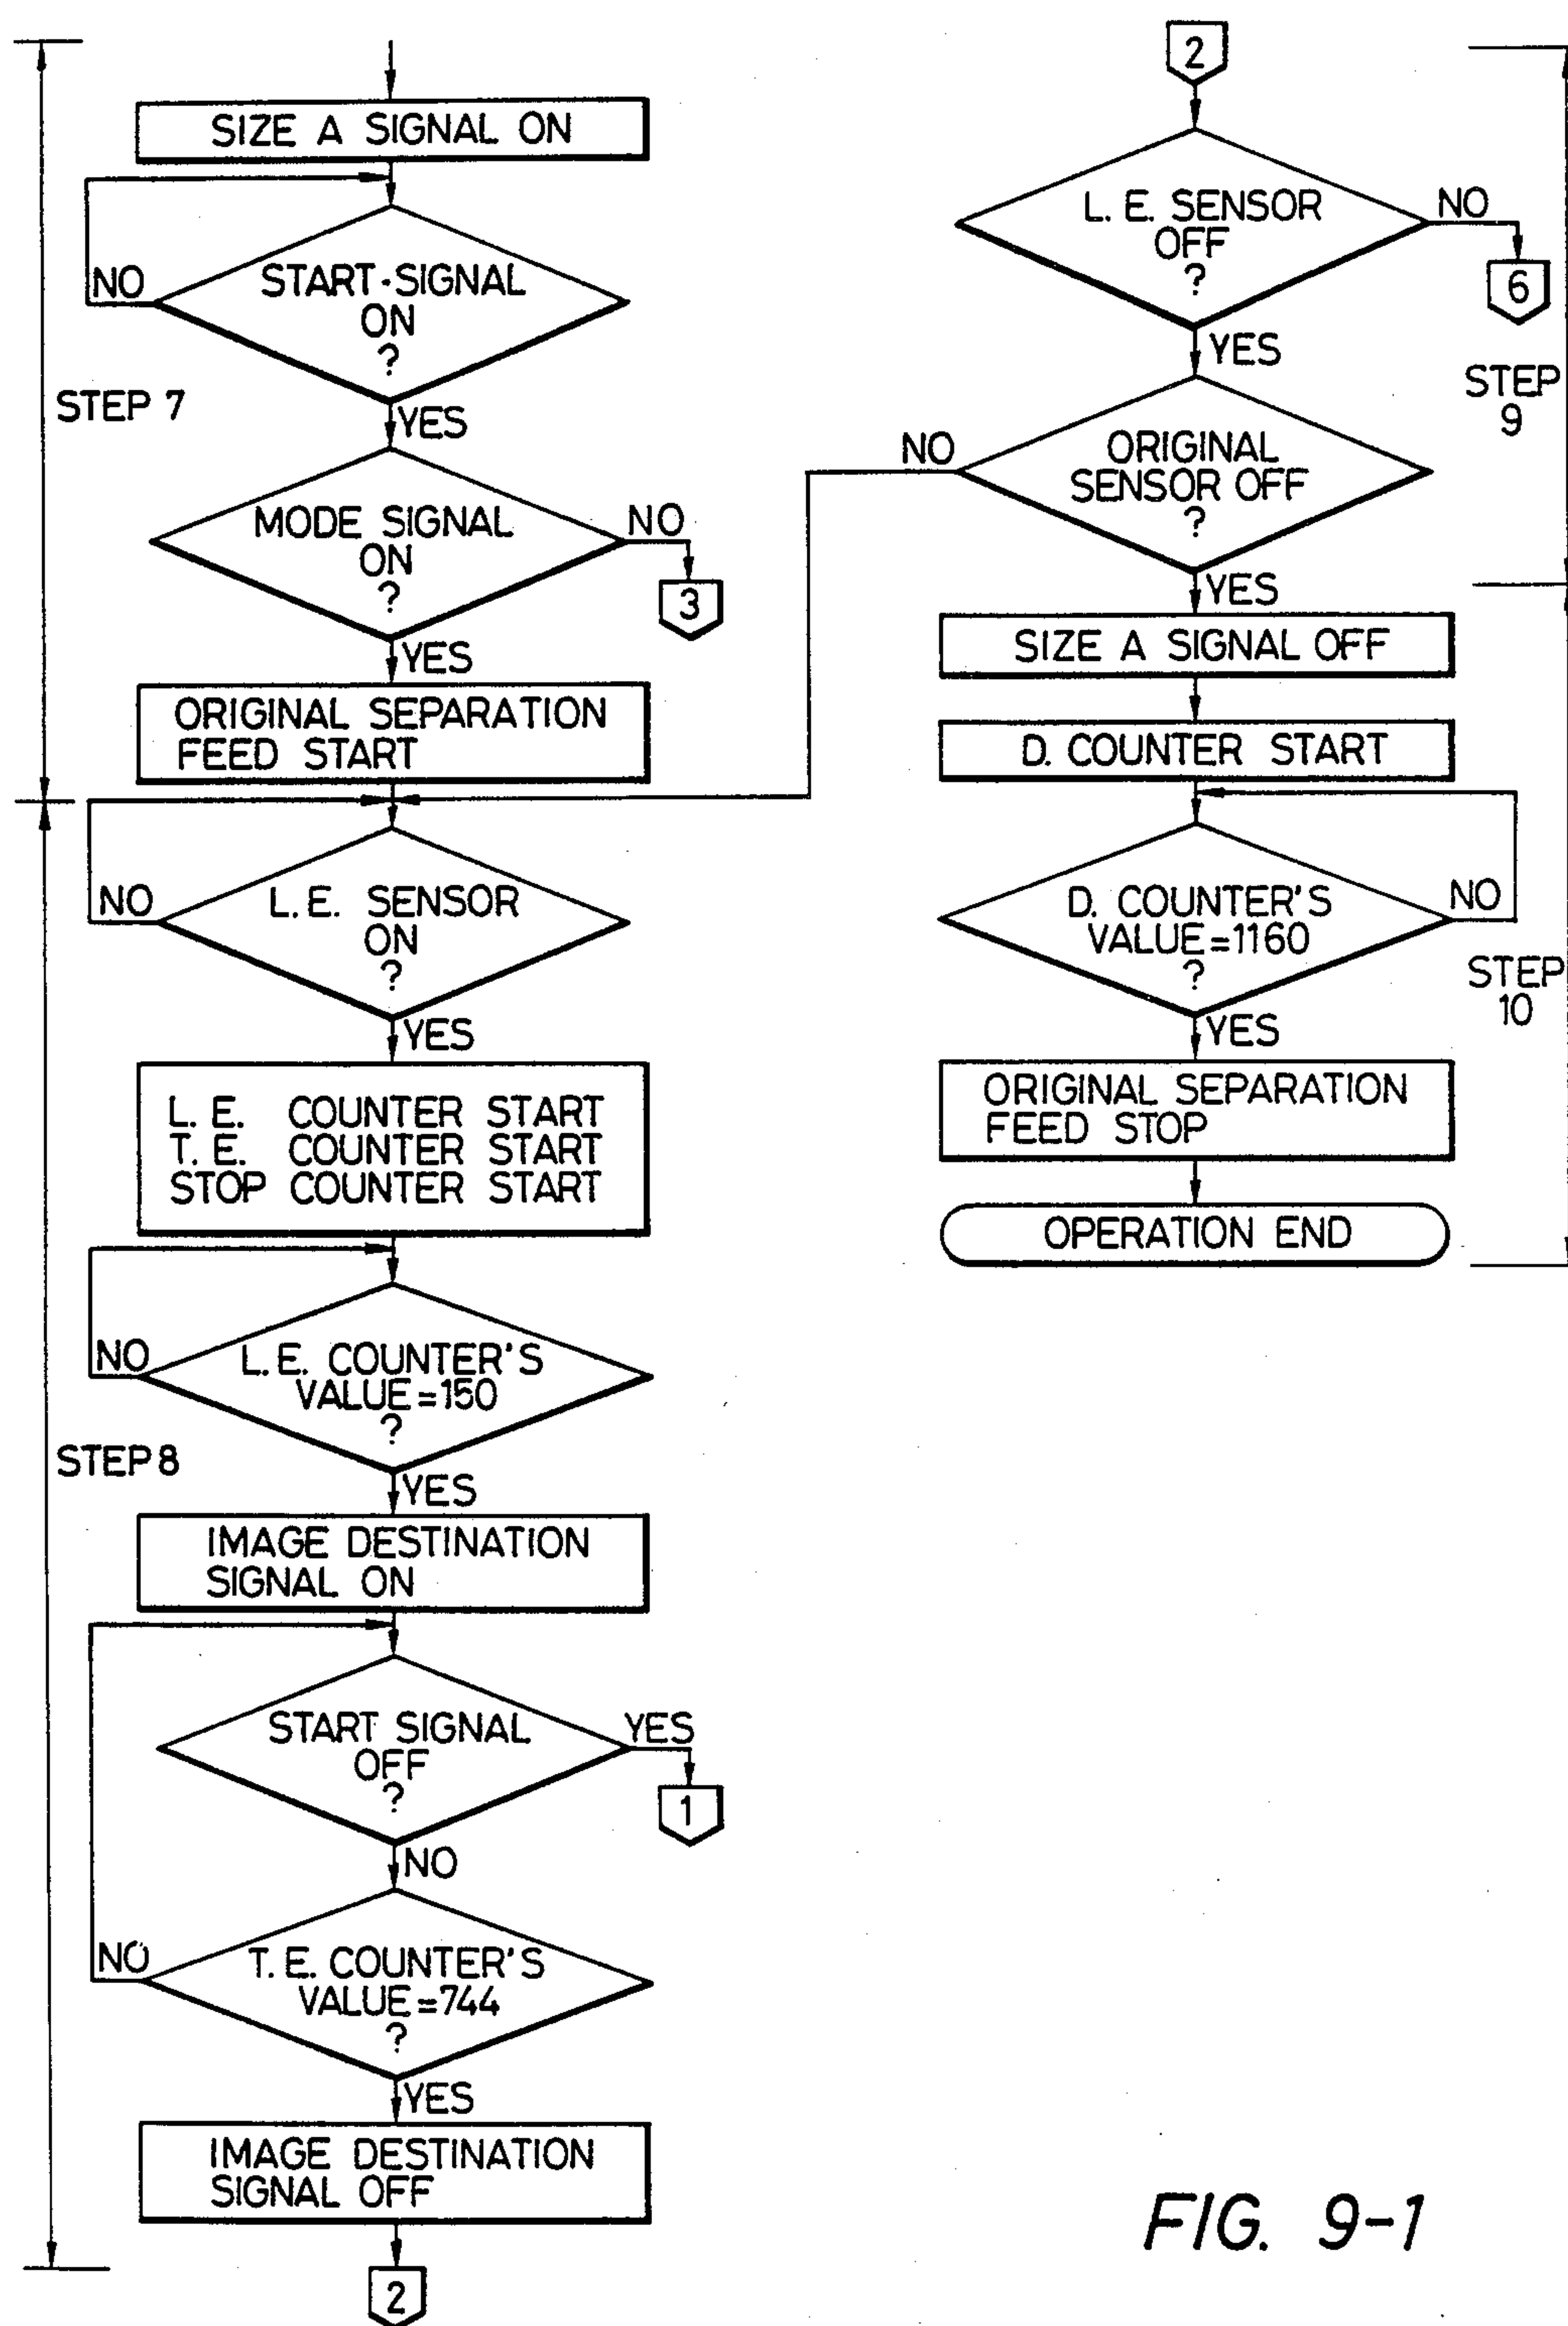 SIZE A SIGNAL ON
START-SIGNAL
ON
?
NO
YES
STEP 7
MODE SIGNAL
ON
?
NO
3
YES
ORIGINAL SEPARATION
FEED START
L. E. SENSOR
ON
?
NO
YES
L. E. COUNTER START
T. E. COUNTER START
STOP COUNTER START
L. E. COUNTER'S
VALUE=150
?
NO
YES
STEP 8
IMAGE DESTINATION
SIGNAL ON
START SIGNAL
OFF
?
YES
1
NO
T. E. COUNTER'S
VALUE=744
?
NO
YES
IMAGE DESTINATION
SIGNAL OFF
2
2
L. E. SENSOR
OFF
?
NO
6
YES
STEP
9
ORIGINAL
SENSOR OFF
?
NO
YES
SIZE A SIGNAL OFF
D. COUNTER START
D. COUNTER'S
VALUE=1160
?
NO
YES
STEP
10
ORIGINAL SEPARATION
FEED STOP
OPERATION END
FIG. 9-1